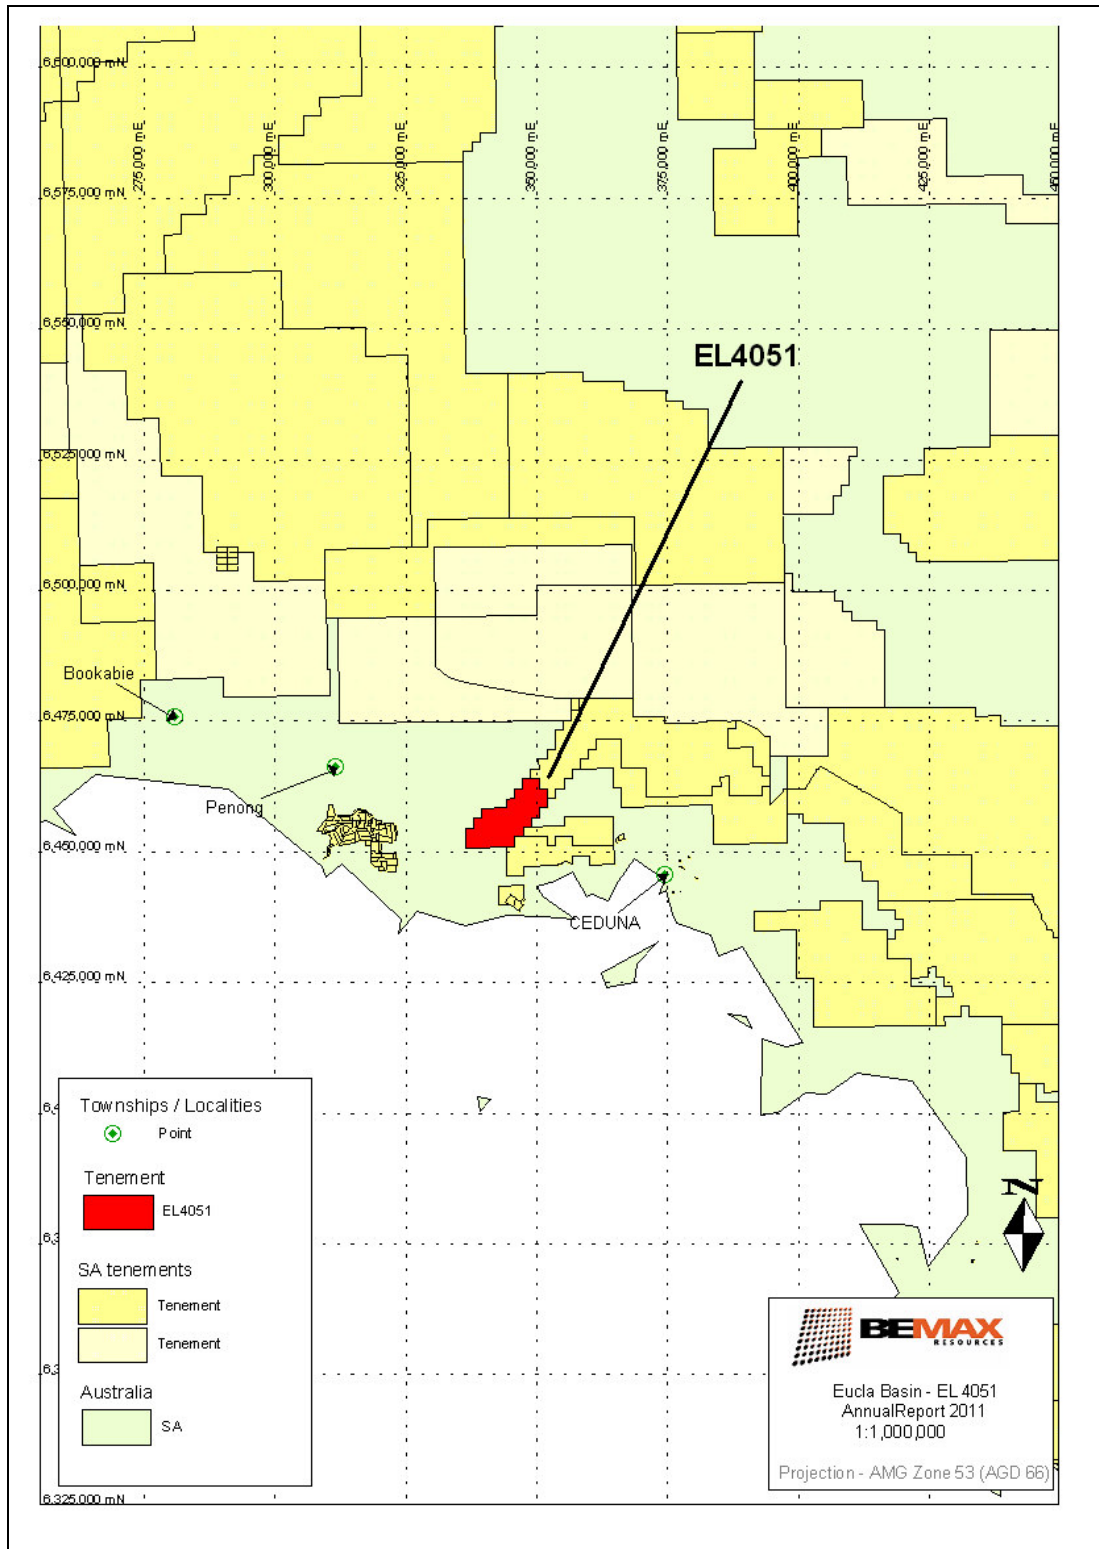 6,600,000 mN
275,000 mE
300,000 mE
325,000 mE
350,000 mE
375,000 mE
400,000 mE
425,000 mE
6,575,000 mN
6,550,000 mN
EL4051
6,525,000 mN
6,500,000 mN
Bookabie
6,475,000 mN
Penong
6,450,000 mN
CEDUNA
6,425,000 mN
Townships / Localities
Point
Tenement
EL4051
N
SA tenements
Tenement
Tenement
BEMAX
RESOURCES
Australia
SA
Eucla Basin - EL 4051
AnnualReport 2011
1:1,000,000
Projection - AMG Zone 53 (AGD 66)
6,325,000 mN